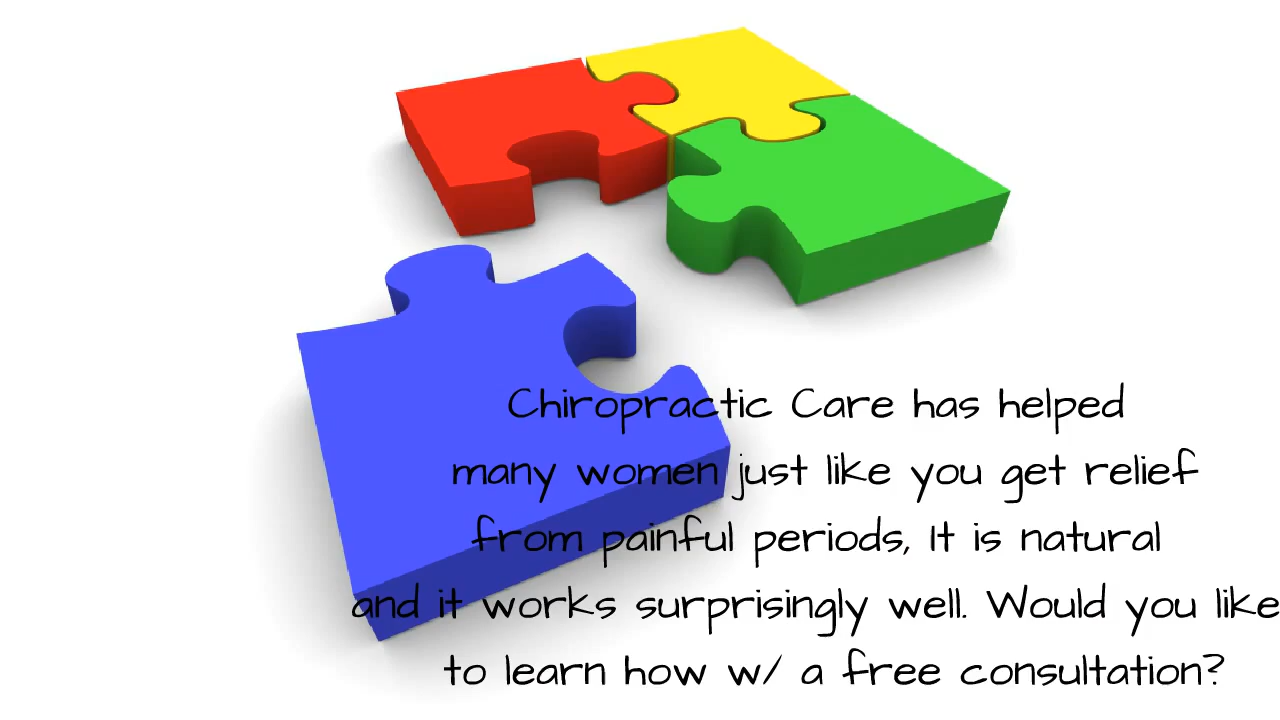 Chiropractic Care has helped
many women just like you get relief
from painful periods, It is natural
and it works surprisingly well. Would you like
to learn how w/ a free consultation?